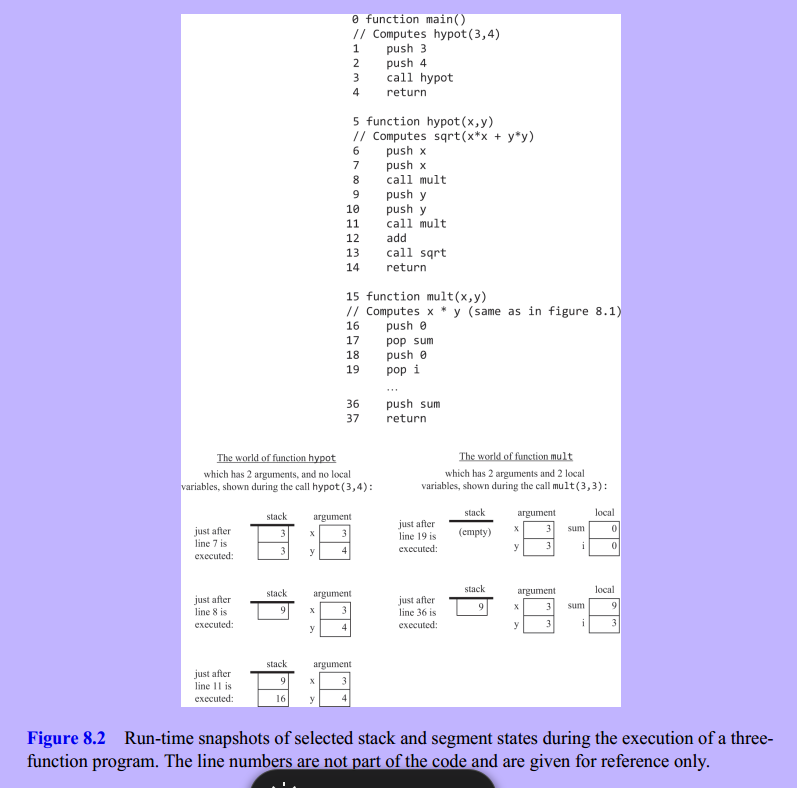 0 function main()
// Computes hypot(3,4)
1 push 3
2 push 4
3 call hypot
4 return
5 function hypot(x,y)
// Computes sqrt(x*x + y*y)
6 push x
7 push x
8 call mult
9 push y
10 push y
11 call mult
12 add
13 call sqrt
14 return
15 function mult(x,y)
// Computes x * y (same as in figure 8.1)
16 push 0
17 pop sum
18 push 0
19 pop i
...
36 push sum
37 return
The world of function hypot
which has 2 arguments, and no local
variables, shown during the call hypot(3,4):
stack argument
just after
line 7 is
executed:
3 x 3
3 y 4
stack argument
just after
line 8 is
executed:
9 x 3
y 4
stack argument
just after
line 11 is
executed:
9 x 3
16 y 4
The world of function mult
which has 2 arguments and 2 local
variables, shown during the call mult(3,3):
stack argument local
just after
line 19 is
executed:
(empty) x 3 sum 0
y 3 i 0
stack argument local
just after
line 36 is
executed:
9 x 3 sum 9
y 3 i 3
Figure 8.2 Run-time snapshots of selected stack and segment states during the execution of a three-
function program. The line numbers are not part of the code and are given for reference only.